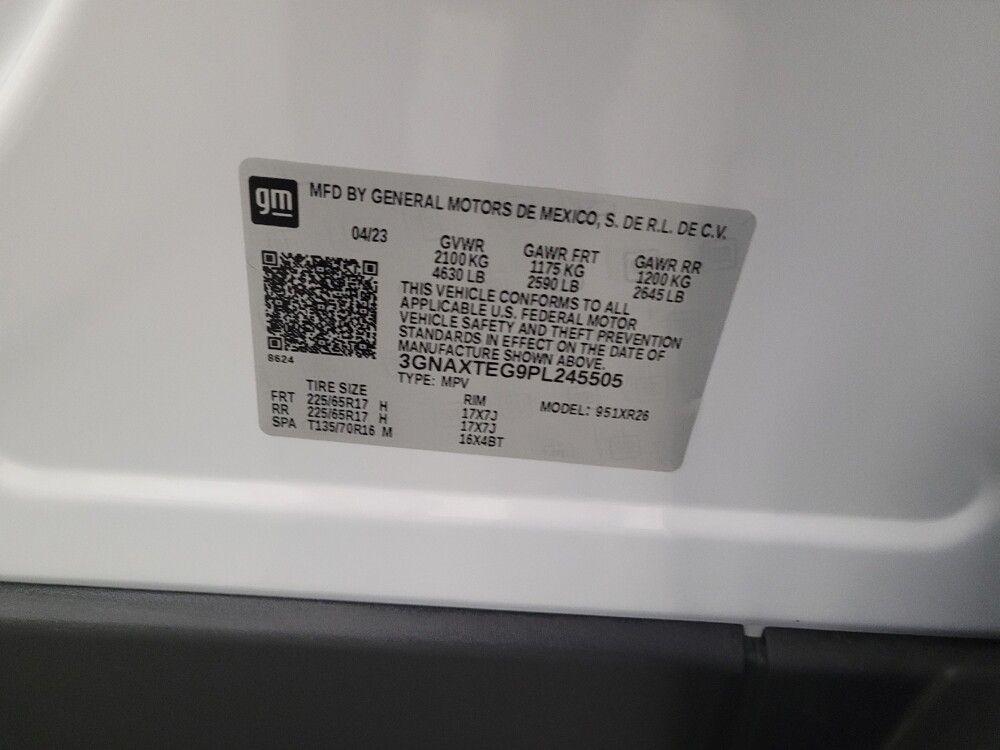 gm
MFD BY GENERAL MOTORS DE MEXICO, S. DE R.L. DE C.V.
04/23 GVWR GAWR FRT GAWR RR
2100 KG 1175 KG 1200 KG
4630 LB 2590 LB 2645 LB
THIS VEHICLE CONFORMS TO ALL
APPLICABLE U.S. FEDERAL MOTOR
VEHICLE SAFETY AND THEFT PREVENTION
STANDARDS IN EFFECT ON THE DATE OF
MANUFACTURE SHOWN ABOVE.
8624
3GNAXTEG9PL245505
TYPE: MPV
TIRE SIZE RIM MODEL: 951XR26
FRT 225/65R17 H 17X7J
RR 225/65R17 H 17X7J
SPA T135/70R16 M 16X4BT